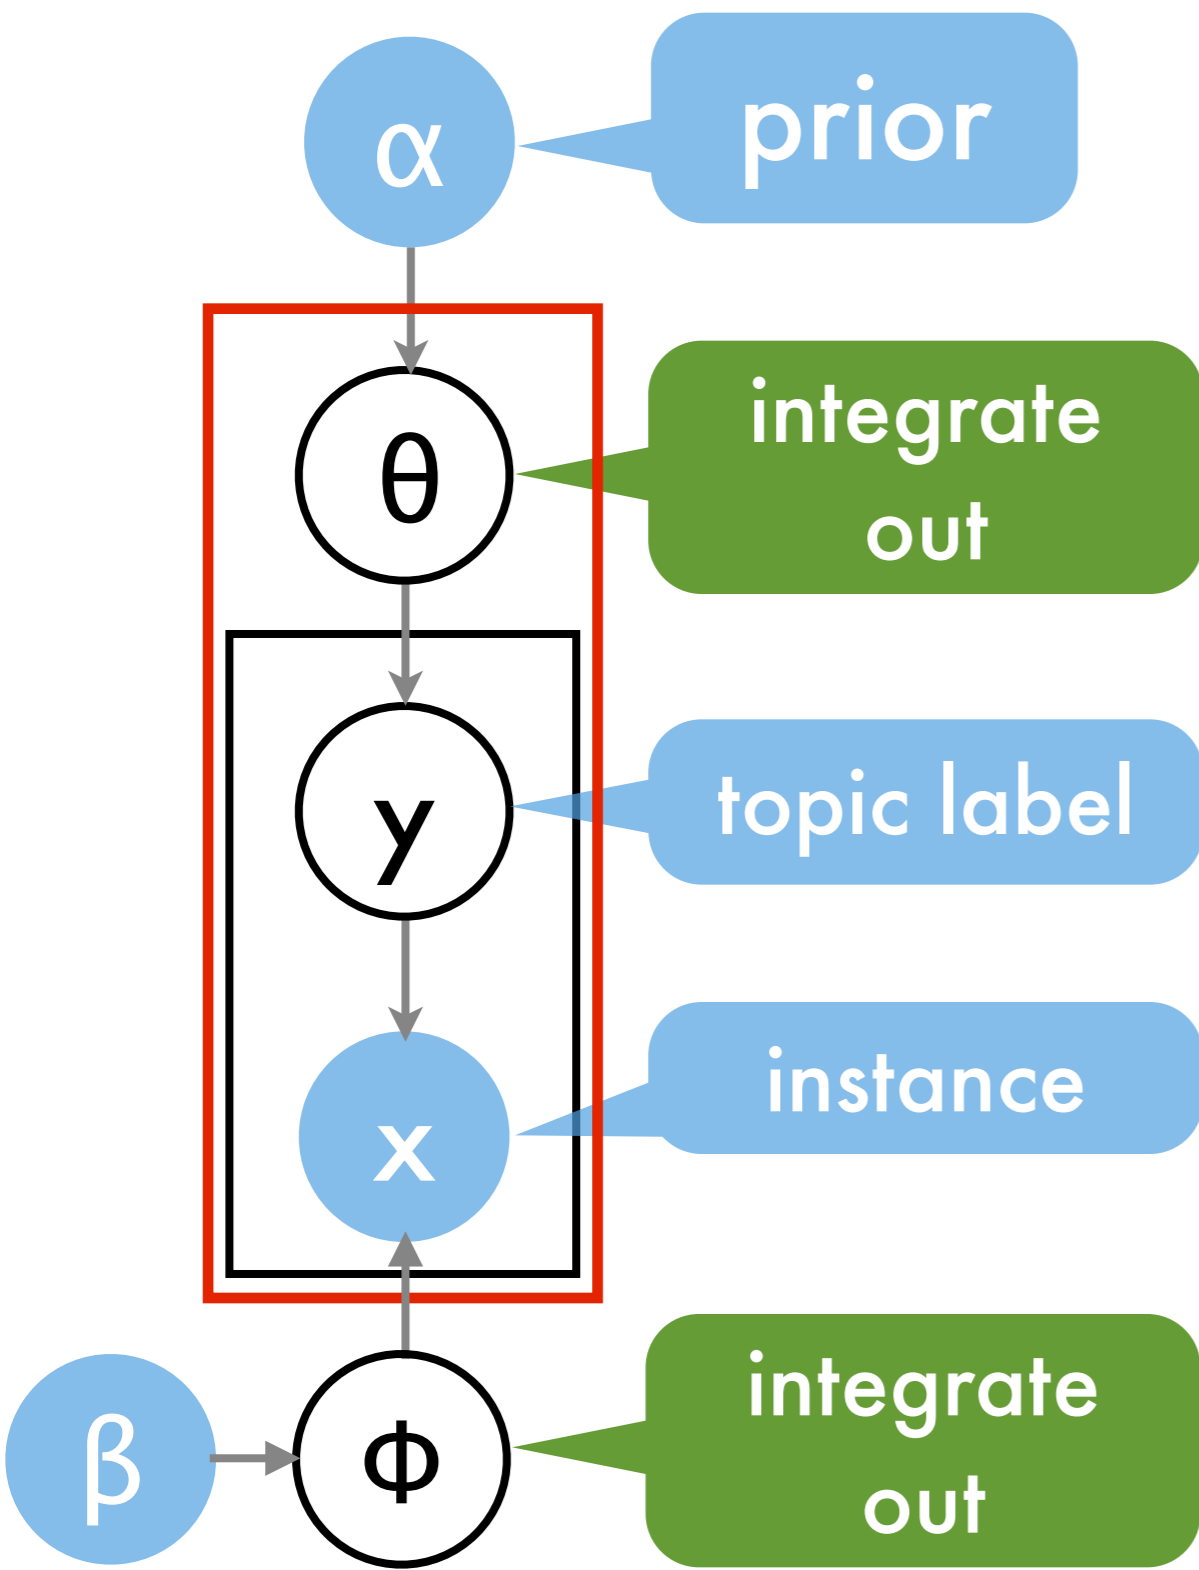 α
prior
θ
integrate
out
y
topic label
x
instance
β
ϕ
integrate
out